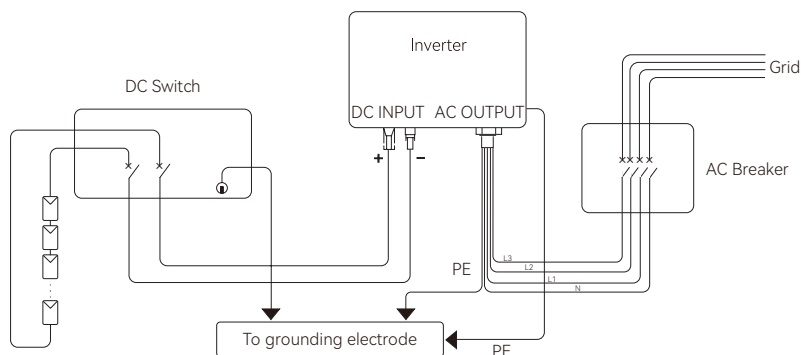 Inverter
DC INPUT AC OUTPUT
+ −
DC Switch
Grid
AC Breaker
L3
L2
L1
N
PE
To grounding electrode
PE